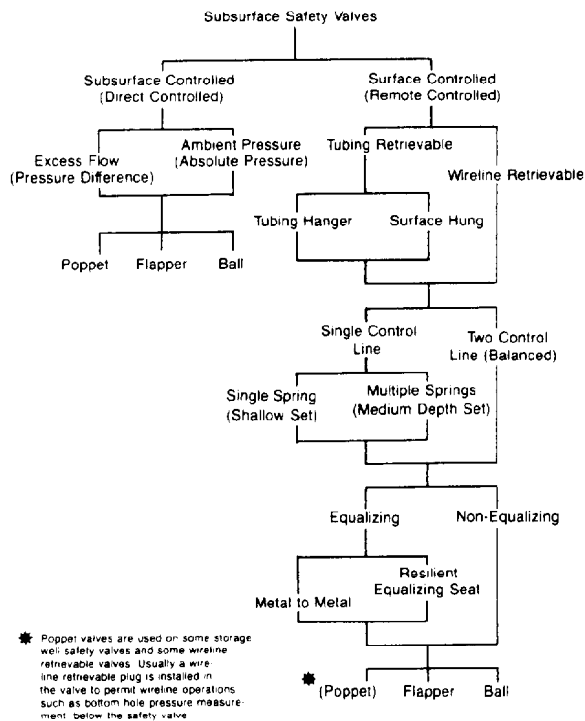 Subsurface Safety Valves
Subsurface Controlled
(Direct Controlled)
Surface Controlled
(Remote Controlled)
Excess Flow
(Pressure Difference)
Ambient Pressure
(Absolute Pressure)
Tubing Retrievable
Wireline Retrievable
Tubing Hanger
Surface Hung
Poppet
Flapper
Ball
Single Control
Line
Two Control
Line (Balanced)
Single Spring
(Shallow Set)
Multiple Springs
(Medium Depth Set)
Equalizing
Non-Equalizing
Metal to Metal
Resilient
Equalizing Seat
(Poppet)
Flapper
Ball
Poppet valves are used on some storage
well safety valves and some wireline
retrievable valves. Usually a wire-
line retrievable plug is installed in
the valve to permit wireline operations
such as bottom hole pressure measure-
ment below the safety valve